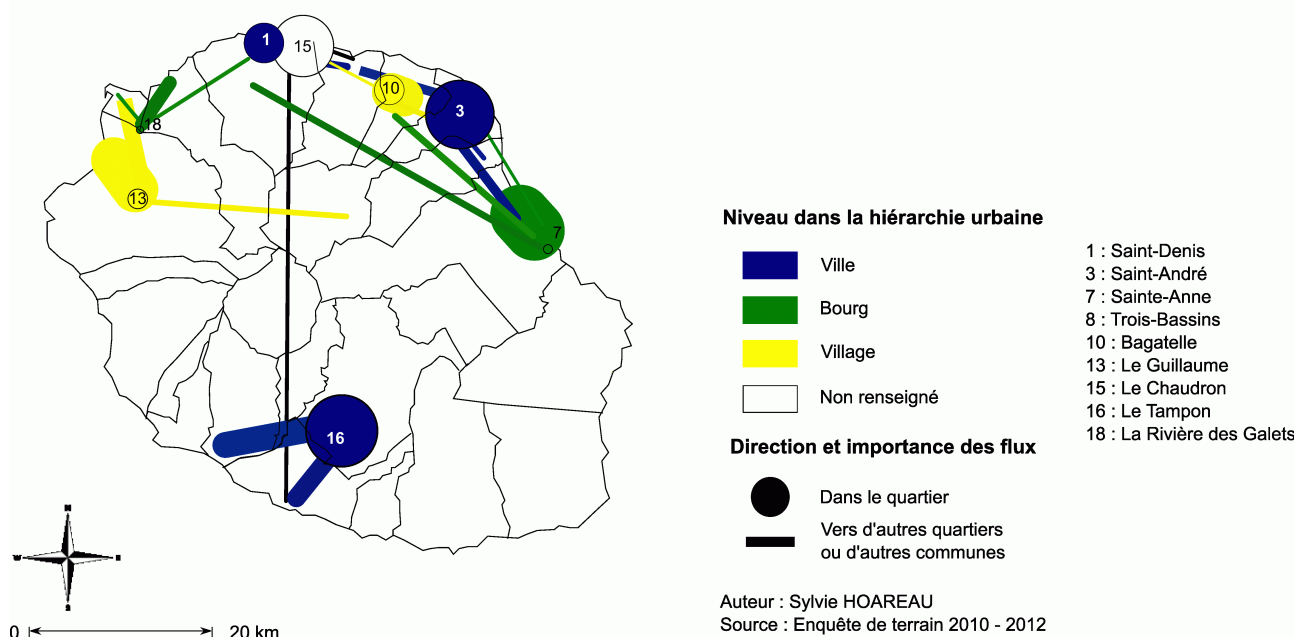 1
15
10
3
18
13
7
16
Niveau dans la hiérarchie urbaine
Ville
Bourg
Village
Non renseigné
Direction et importance des flux
Dans le quartier
Vers d'autres quartiers
ou d'autres communes
1 : Saint-Denis
3 : Saint-André
7 : Sainte-Anne
8 : Trois-Bassins
10 : Bagatelle
13 : Le Guillaume
15 : Le Chaudron
16 : Le Tampon
18 : La Rivière des Galets
Auteur : Sylvie HOAREAU
Source : Enquête de terrain 2010 - 2012
N
S
0 20 km